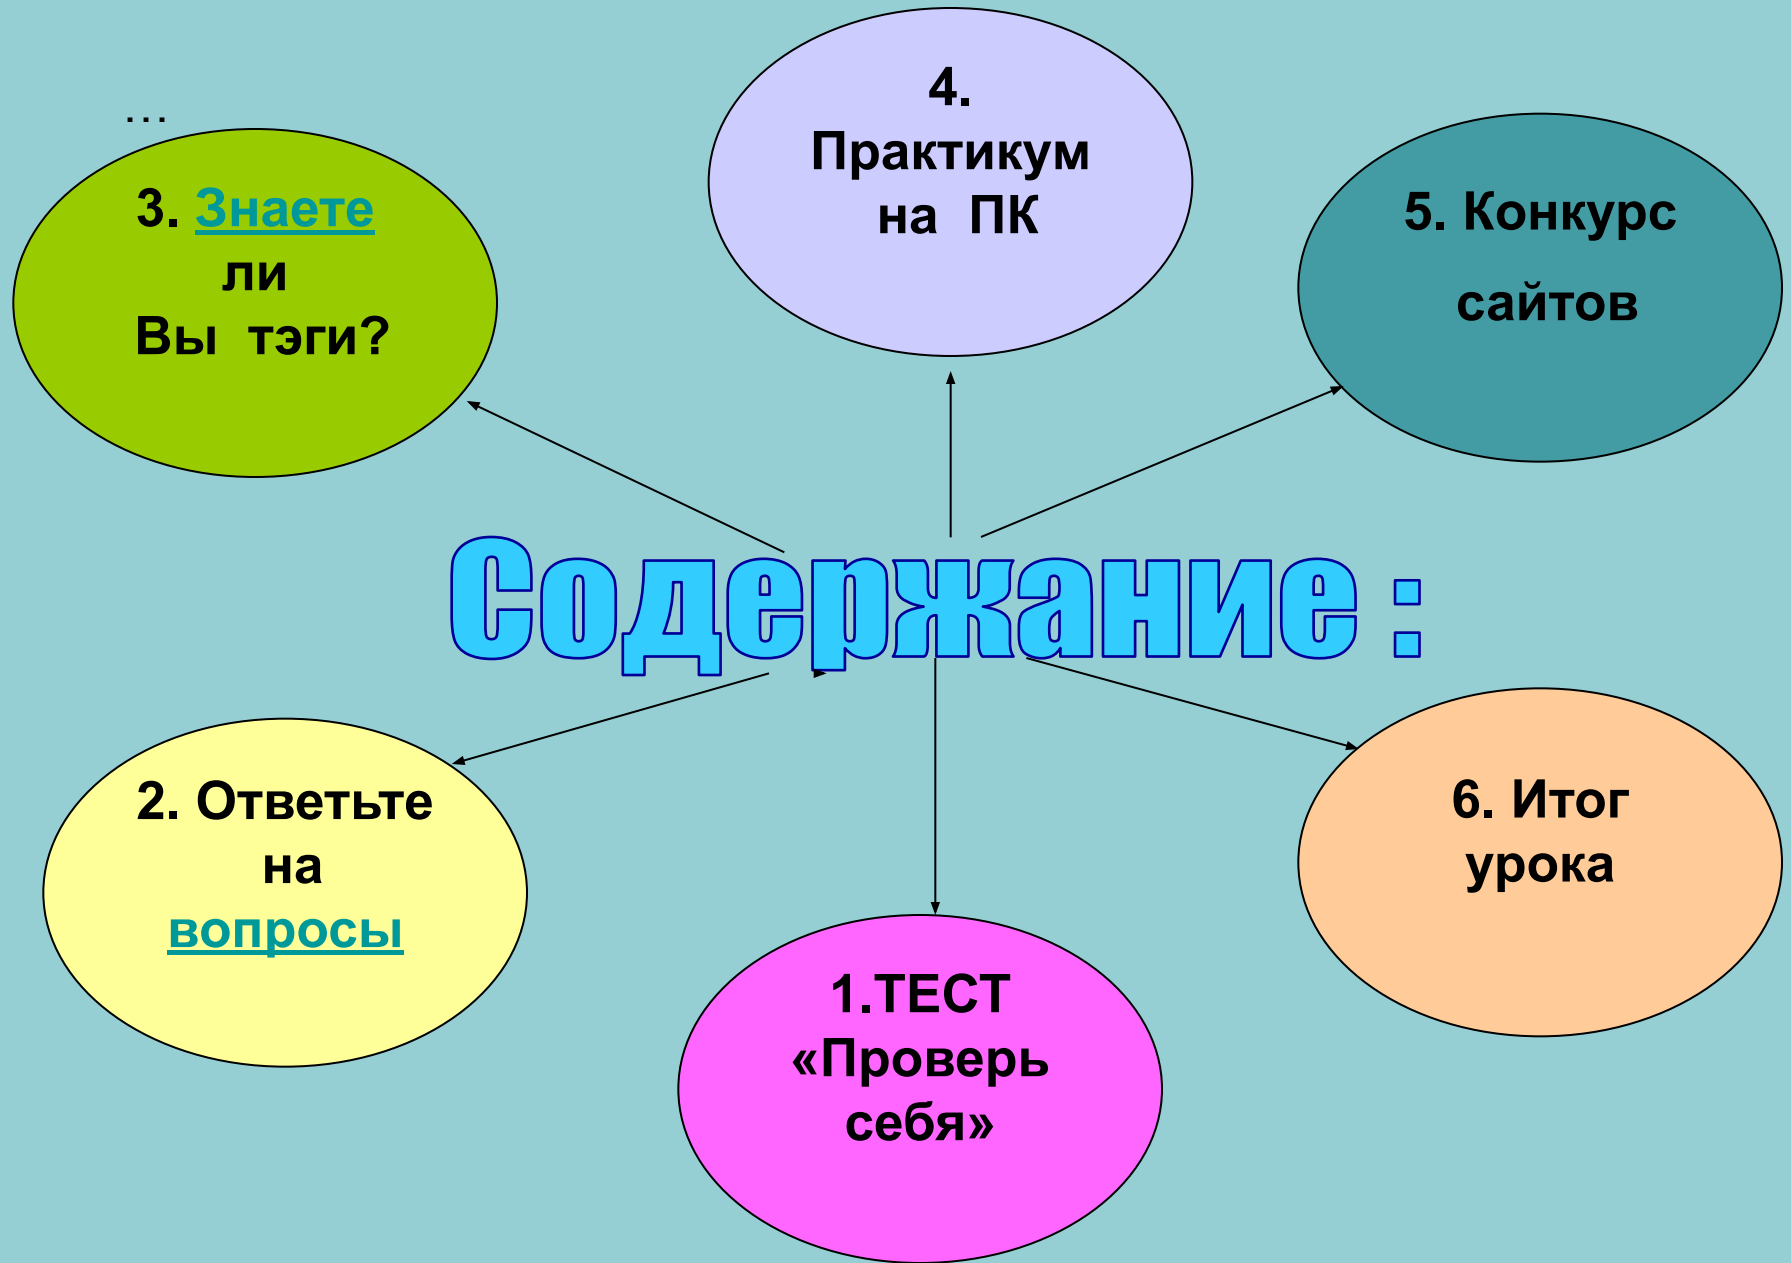 …
4.
Практикум
на ПК
3. Знаете
ли
Вы тэги?
5. Конкурс
сайтов
Содержание :
2. Ответьте
на
вопросы
6. Итог
урока
1.ТЕСТ
«Проверь
себя»